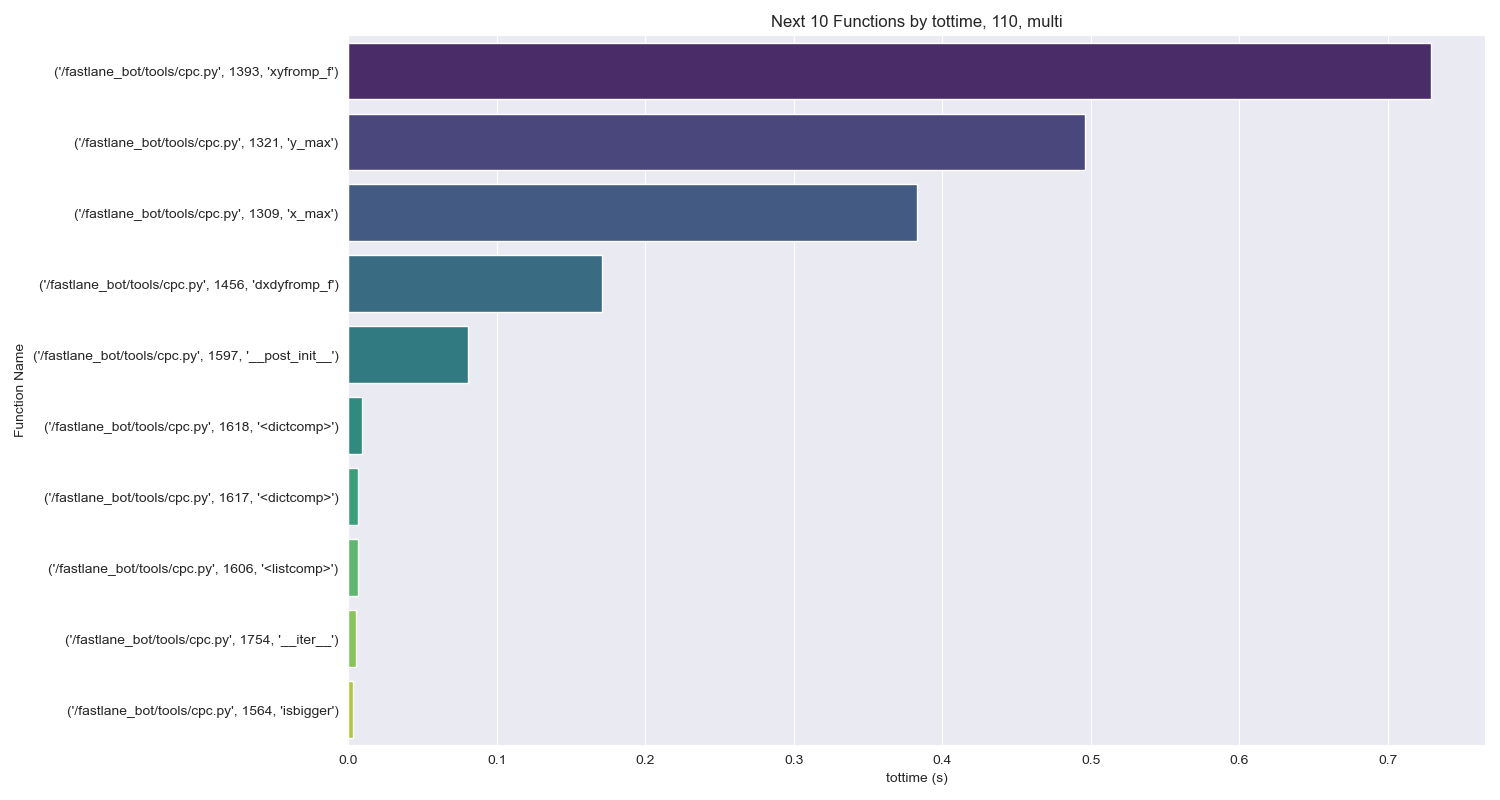 Next 10 Functions by tottime, 110, multi
('/fastlane_bot/tools/cpc.py', 1393, 'xyfromp_f')
('/fastlane_bot/tools/cpc.py', 1321, 'y_max')
('/fastlane_bot/tools/cpc.py', 1309, 'x_max')
('/fastlane_bot/tools/cpc.py', 1456, 'dxdyfromp_f')
('/fastlane_bot/tools/cpc.py', 1597, '__post_init__')
('/fastlane_bot/tools/cpc.py', 1618, '<dictcomp>')
('/fastlane_bot/tools/cpc.py', 1617, '<dictcomp>')
('/fastlane_bot/tools/cpc.py', 1606, '<listcomp>')
('/fastlane_bot/tools/cpc.py', 1754, '__iter__')
('/fastlane_bot/tools/cpc.py', 1564, 'isbigger')
Function Name
0.0 0.1 0.2 0.3 0.4 0.5 0.6 0.7
tottime (s)